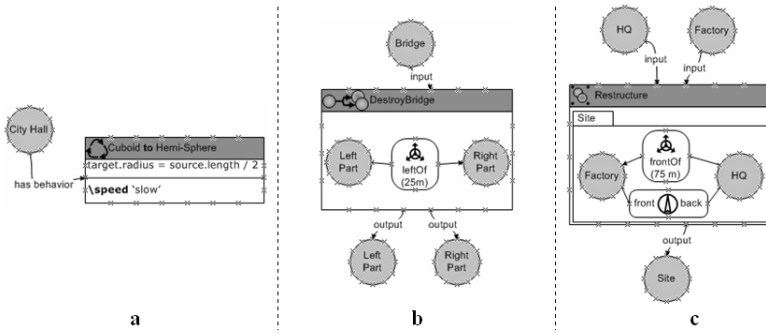 City Hall
has behavior
Cuboid to Hemi-Sphere
target.radius = source.length / 2
\speed 'slow'
a
Bridge
input
DestroyBridge
Left
Part
leftOf
(25m)
Right
Part
output
output
Left
Part
Right
Part
b
HQ
Factory
input
input
Restructure
Site
frontOf
(75 m)
Factory
HQ
front
back
output
Site
c